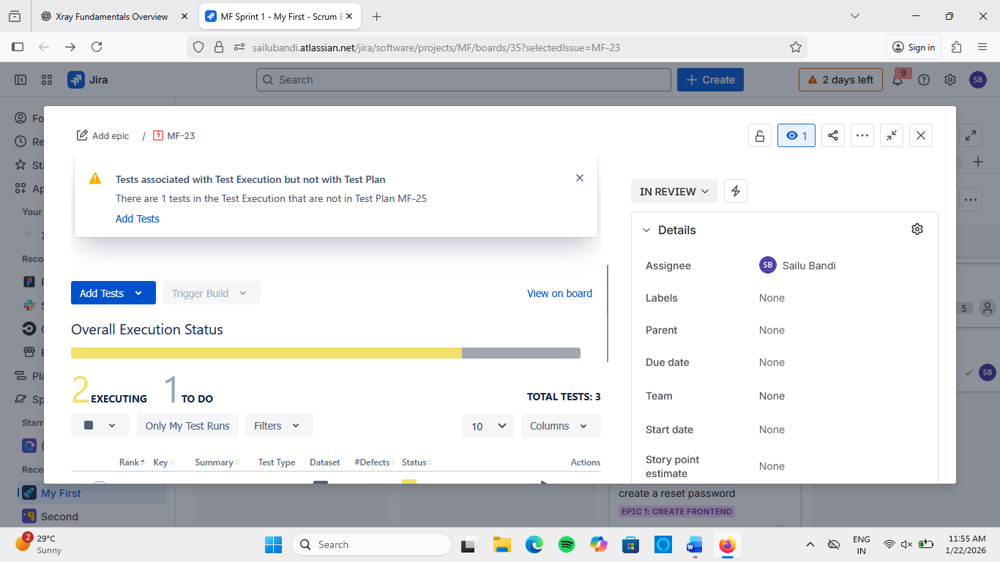 Xray Fundamentals Overview
MF Sprint 1 - My First - Scrum B
sailubandi.atlassian.net/jira/software/projects/MF/boards/35?selectedIssue=MF-23
Sign in
Jira
Search
Create
2 days left
9
SB
Fo
Re
Sta
Ap
Your
Reco
Pla
Sp
Starre
Rece
My First
Second
Add epic / MF-23
1
Tests associated with Test Execution but not with Test Plan
There are 1 tests in the Test Execution that are not in Test Plan MF-25
Add Tests
Add Tests
Trigger Build
View on board
Overall Execution Status
2 EXECUTING
1 TO DO
TOTAL TESTS: 3
Only My Test Runs
Filters
10
Columns
Rank Key Summary Test Type Dataset #Defects Status Actions
IN REVIEW
Details
Assignee SB Sailu Bandi
Labels None
Parent None
Due date None
Team None
Start date None
Story point estimate None
5
SB
create a reset password
EPIC 1: CREATE FRONTEND
2
29°C
Sunny
Search
ENG
IN
11:55 AM
1/22/2026